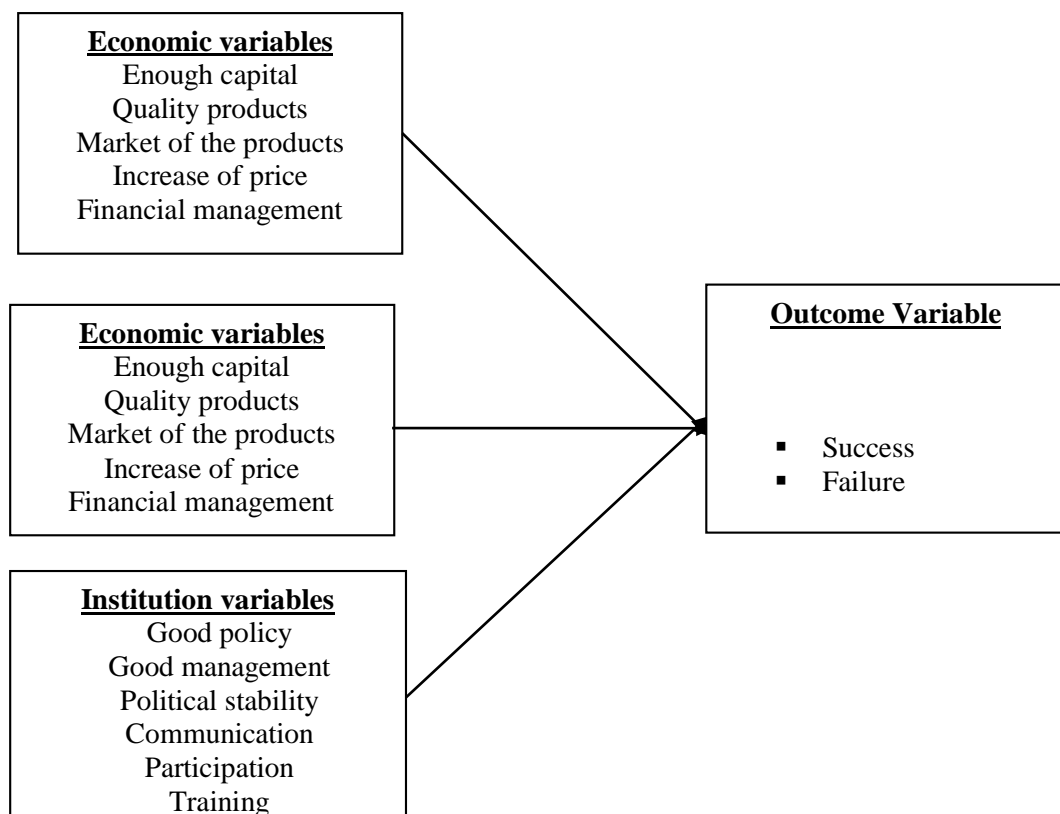 Economic variables
Enough capital
Quality products
Market of the products
Increase of price
Financial management
Economic variables
Enough capital
Quality products
Market of the products
Increase of price
Financial management
Institution variables
Good policy
Good management
Political stability
Communication
Participation
Training
Outcome Variable
▪ Success
▪ Failure